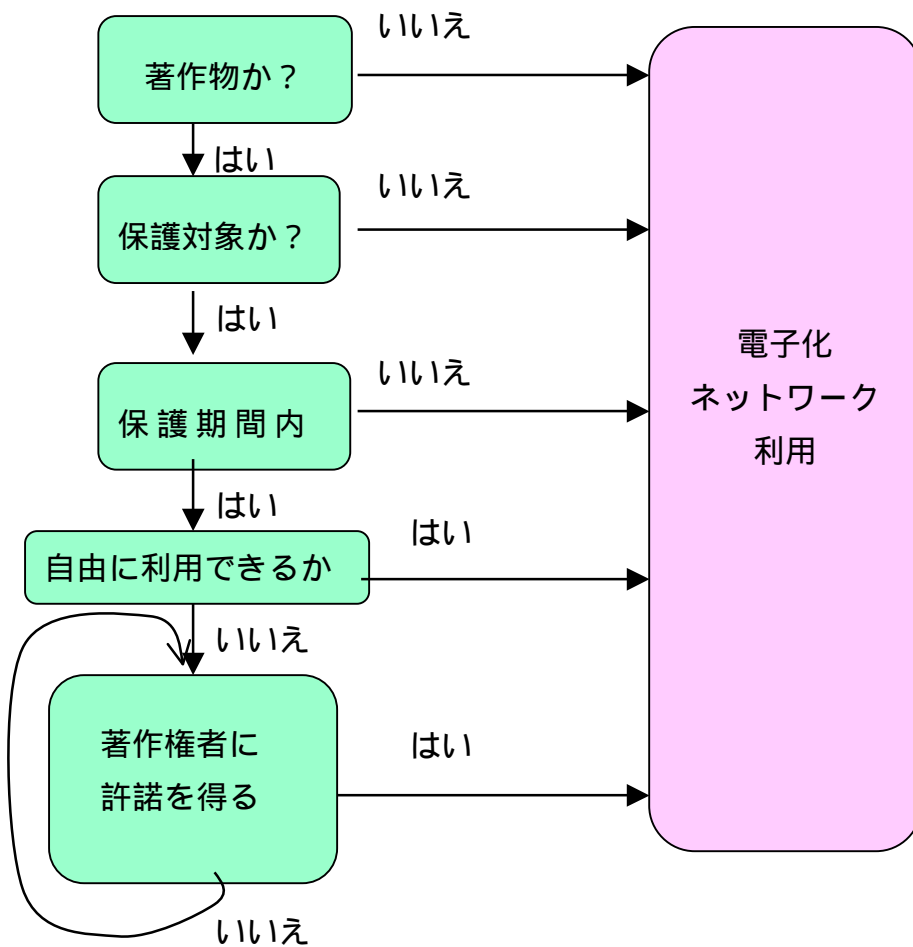 いいえ
著作物か？
はい
いいえ
保護対象か？
はい
いいえ
保護期間内
はい
はい
自由に利用できるか
いいえ
著作権者に
許諾を得る
はい
いいえ
電子化
ネットワーク
利用